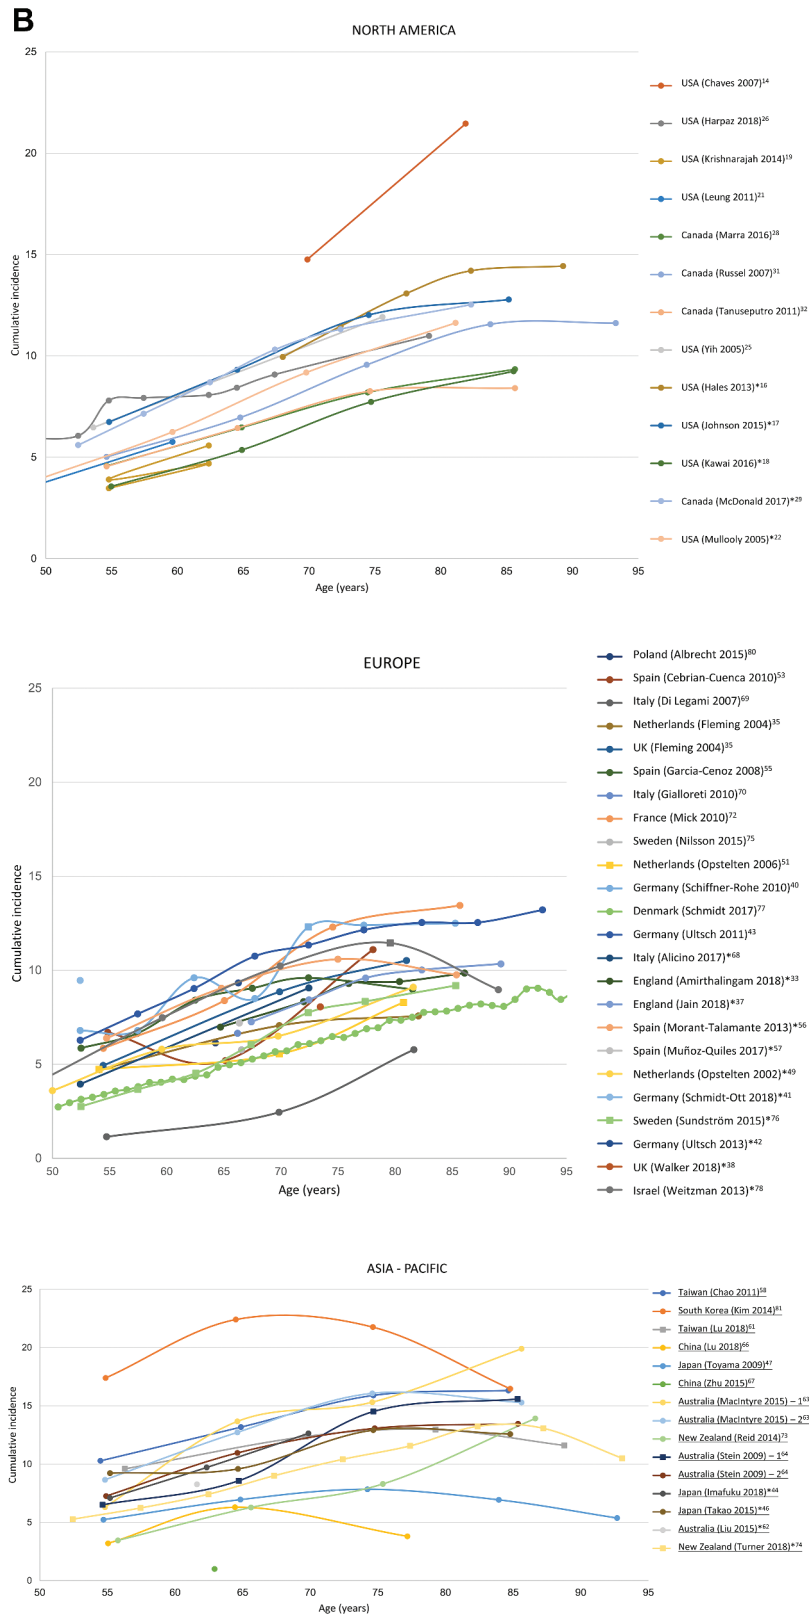 B
NORTH AMERICA
25
20
15
10
5
0
50 55 60 65 70 75 80 85 90 95
Age (years)
Cumulative incidence
USA (Chaves 2007)14
USA (Harpaz 2018)26
USA (Krishnarajah 2014)19
USA (Leung 2011)21
Canada (Marra 2016)28
Canada (Russel 2007)31
Canada (Tanuseputro 2011)32
USA (Yih 2005)25
USA (Hales 2013)*16
USA (Johnson 2015)*17
USA (Kawai 2016)*18
Canada (McDonald 2017)*29
USA (Mullooly 2005)*22
EUROPE
25
20
15
10
5
0
50 55 60 65 70 75 80 85 90 95
Age (years)
Cumulative incidence
Poland (Albrecht 2015)80
Spain (Cebrian-Cuenca 2010)53
Italy (Di Legami 2007)69
Netherlands (Fleming 2004)35
UK (Fleming 2004)35
Spain (Garcia-Cenoz 2008)55
Italy (Gialloreti 2010)70
France (Mick 2010)72
Sweden (Nilsson 2015)75
Netherlands (Opstelten 2006)51
Germany (Schiffner-Rohe 2010)40
Denmark (Schmidt 2017)77
Germany (Ultsch 2011)43
Italy (Alicino 2017)*68
England (Amirthalingam 2018)*33
England (Jain 2018)*37
Spain (Morant-Talamante 2013)*56
Spain (Muñoz-Quiles 2017)*57
Netherlands (Opstelten 2002)*49
Germany (Schmidt-Ott 2018)*41
Sweden (Sundström 2015)*76
Germany (Ultsch 2013)*42
UK (Walker 2018)*38
Israel (Weitzman 2013)*78
ASIA - PACIFIC
25
20
15
10
5
0
50 55 60 65 70 75 80 85 90 95
Age (years)
Cumulative incidence
Taiwan (Chao 2011)58
South Korea (Kim 2014)81
Taiwan (Lu 2018)61
China (Lu 2018)66
Japan (Toyama 2009)47
China (Zhu 2015)67
Australia (MacIntyre 2015) – 163
Australia (MacIntyre 2015) – 263
New Zealand (Reid 2014)73
Australia (Stein 2009) – 164
Australia (Stein 2009) – 264
Japan (Imafuku 2018)*44
Japan (Takao 2015)*46
Australia (Liu 2015)*62
New Zealand (Turner 2018)*74